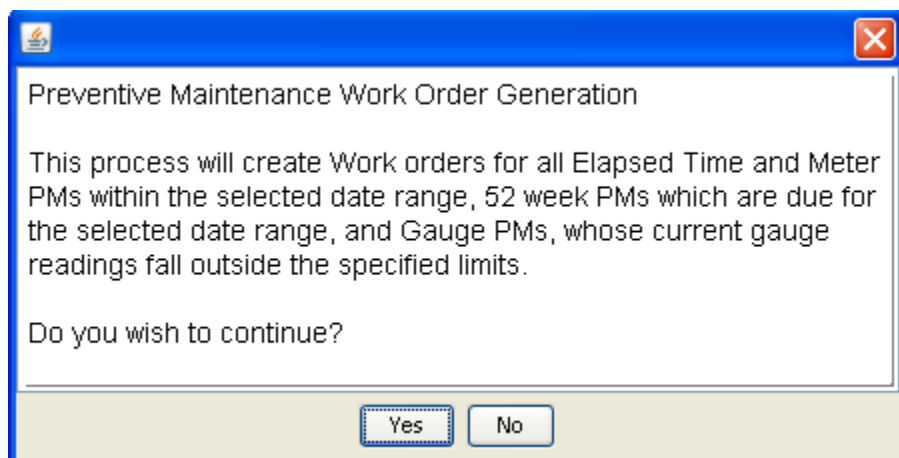 Preventive Maintenance Work Order Generation
This process will create Work orders for all Elapsed Time and Meter
PMs within the selected date range, 52 week PMs which are due for
the selected date range, and Gauge PMs, whose current gauge
readings fall outside the specified limits.
Do you wish to continue?
Yes No